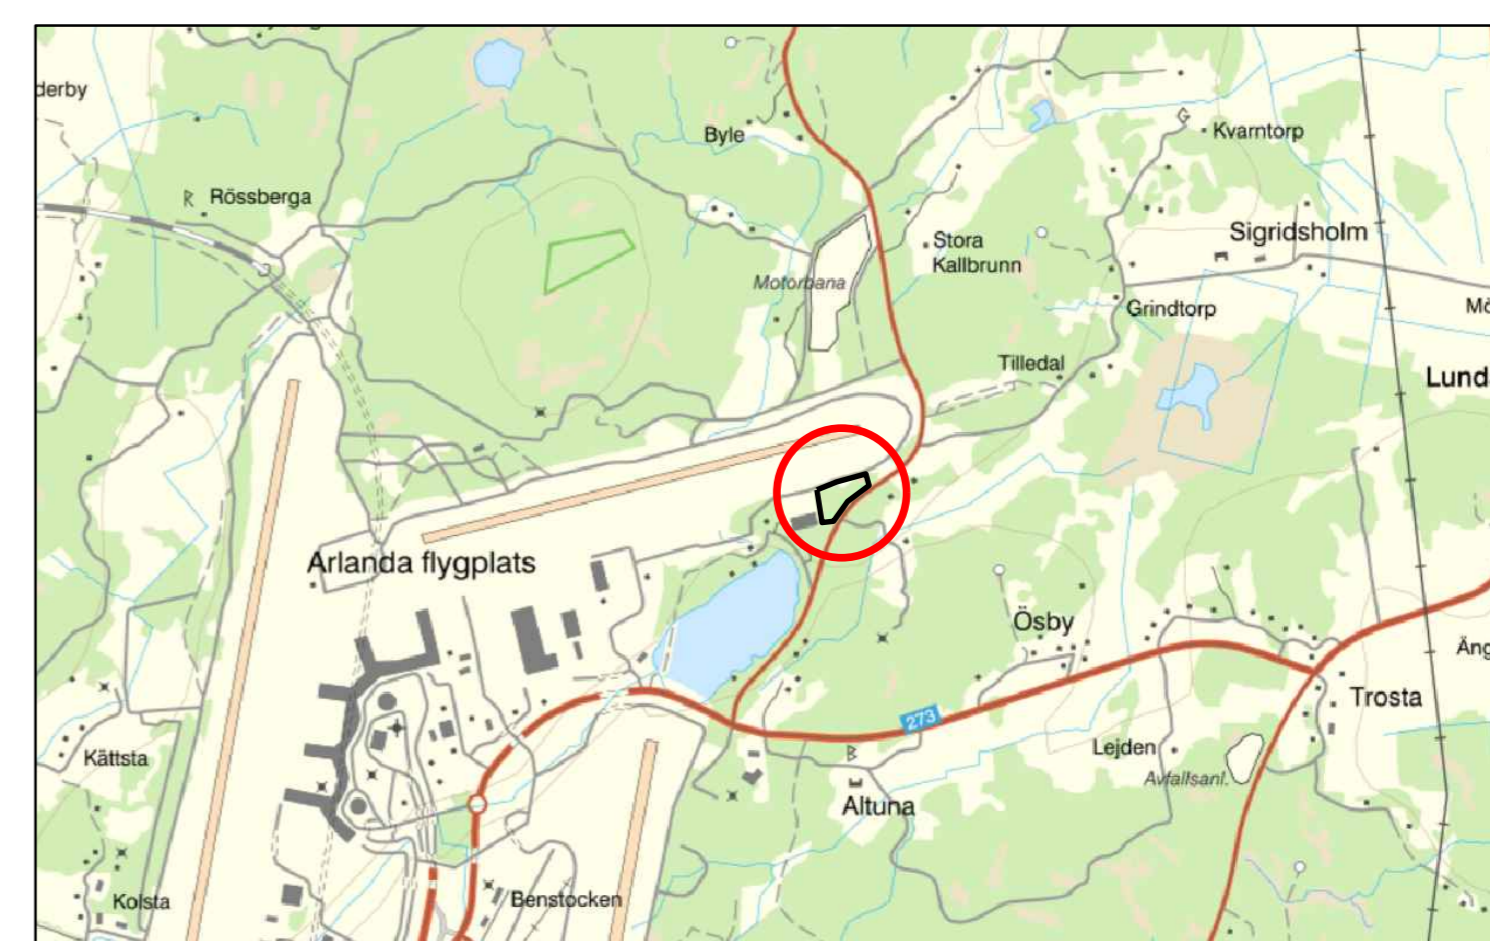 derby
Byle
Kvarntorp
R Rössberga
Sigridsholm
Stora
Kallbrunn
Motorbana
Grindtorp
Mö
Tilledal
Lund
Arlanda flygplats
Ösby
Äng
Trosta
273
Kättsta
Lejden
R
Avfallsanl.
Altuna
Kolsta
Benstocken
G